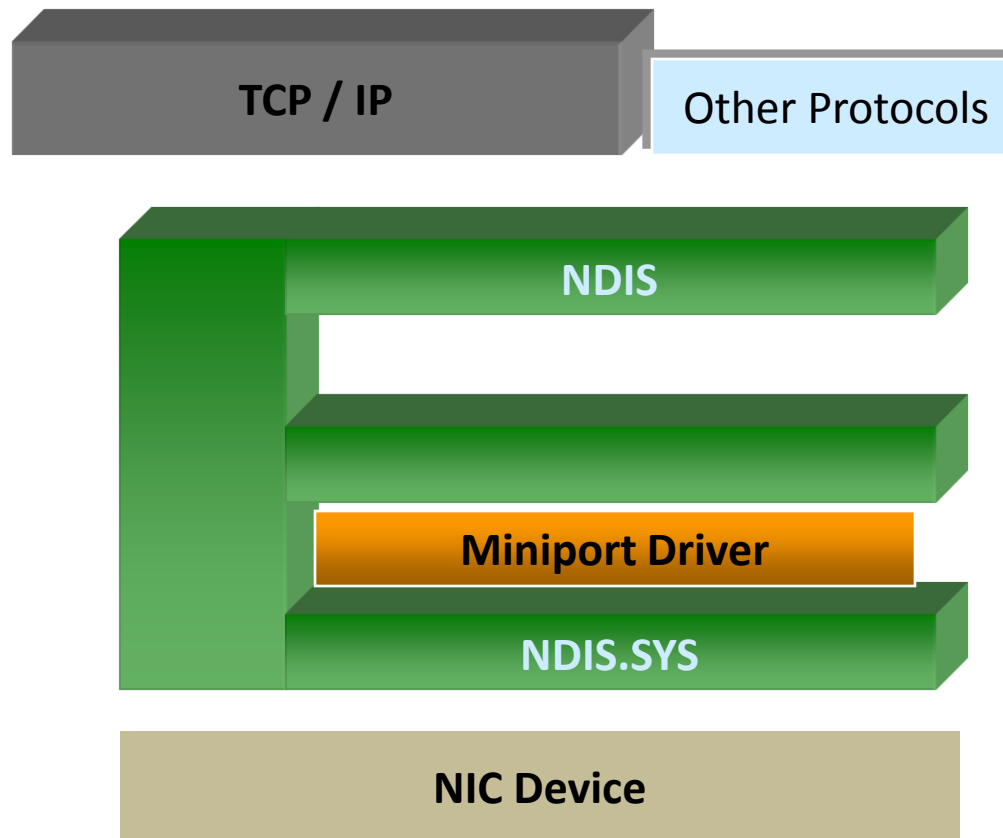 TCP / IP
Other Protocols
NDIS
Miniport Driver
NDIS.SYS
NIC Device